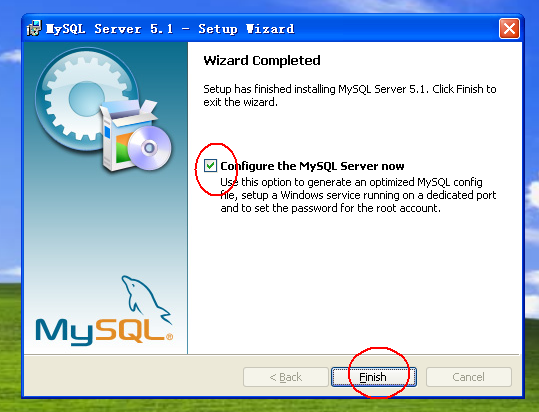 MySQL Server 5.1 - Setup Wizard
Wizard Completed
Setup has finished installing MySQL Server 5.1. Click Finish to
exit the wizard.
Configure the MySQL Server now
Use this option to generate an optimized MySQL config
file, setup a Windows service running on a dedicated port
and to set the password for the root account.
MySQL®
< Back
Finish
Cancel